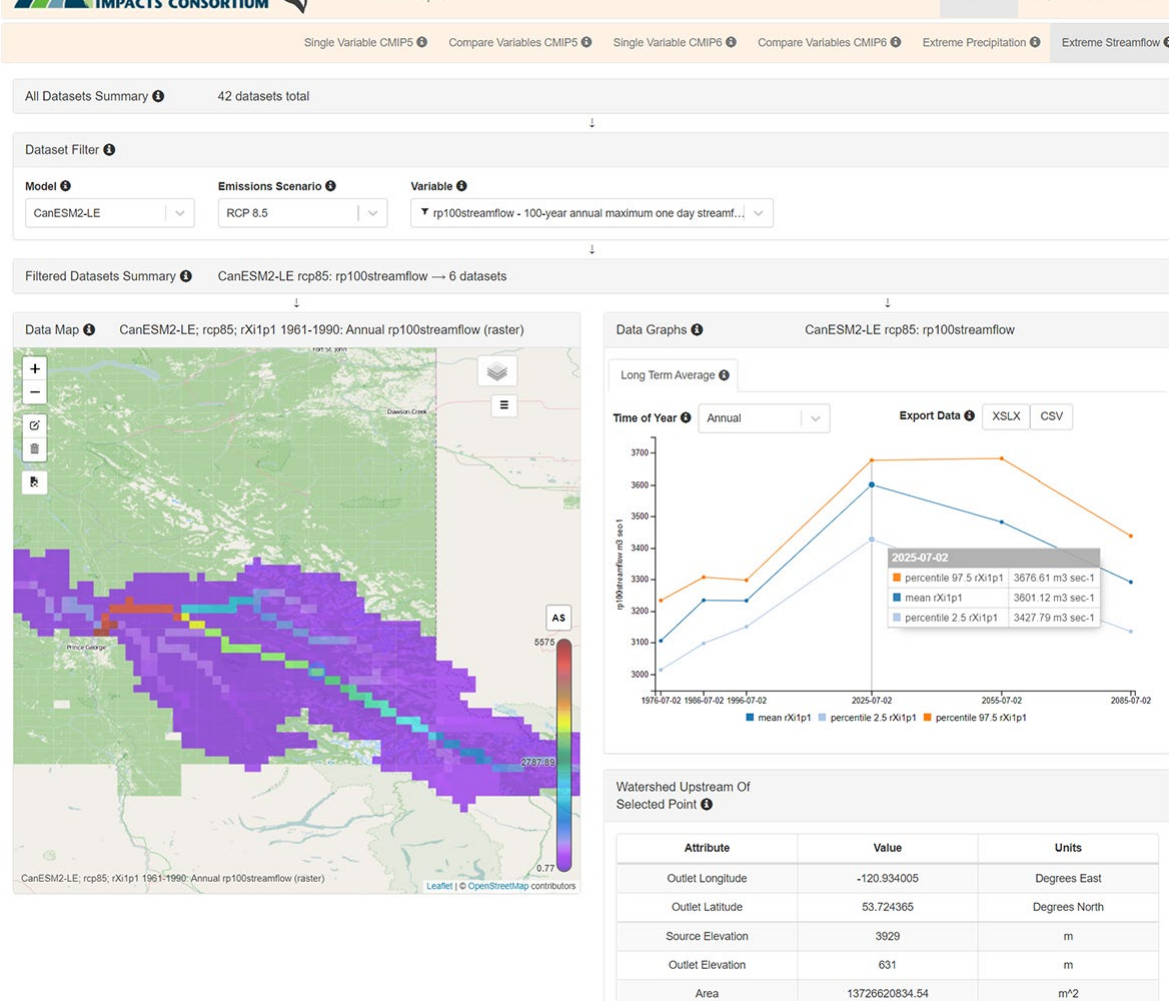 IMPACTS CONSORTIUM
Single Variable CMIP5 Compare Variables CMIP5 Single Variable CMIP6 Compare Variables CMIP6 Extreme Precipitation Extreme Streamflow
All Datasets Summary 42 datasets total
↓
Dataset Filter
Model Emissions Scenario Variable
CanESM2-LE RCP 8.5 rp100streamflow - 100-year annual maximum one day streamf...
↓
Filtered Datasets Summary CanESM2-LE rcp85: rp100streamflow → 6 datasets
↓ ↓
Data Map CanESM2-LE; rcp85; rXi1p1 1961-1990: Annual rp100streamflow (raster)
Fort St. John
+
−
Dawson Creek
Prince George
AS
5575
2787.89
0.77
CanESM2-LE; rcp85; rXi1p1 1961-1990: Annual rp100streamflow (raster)
Leaflet | © OpenStreetMap contributors
Data Graphs CanESM2-LE rcp85: rp100streamflow
Long Term Average
Time of Year Annual Export Data XSLX CSV
rp100streamflow m3 sec-1
3700
3600
3500
3400
3300
3200
3100
3000
2025-07-02
percentile 97.5 rXi1p1 3676.61 m3 sec-1
mean rXi1p1 3601.12 m3 sec-1
percentile 2.5 rXi1p1 3427.79 m3 sec-1
1976-07-02 1986-07-02 1996-07-02 2025-07-02 2055-07-02 2085-07-02
mean rXi1p1 percentile 2.5 rXi1p1 percentile 97.5 rXi1p1
Watershed Upstream Of
Selected Point
Attribute Value Units
Outlet Longitude -120.934005 Degrees East
Outlet Latitude 53.724365 Degrees North
Source Elevation 3929 m
Outlet Elevation 631 m
Area 13726620834.54 m^2